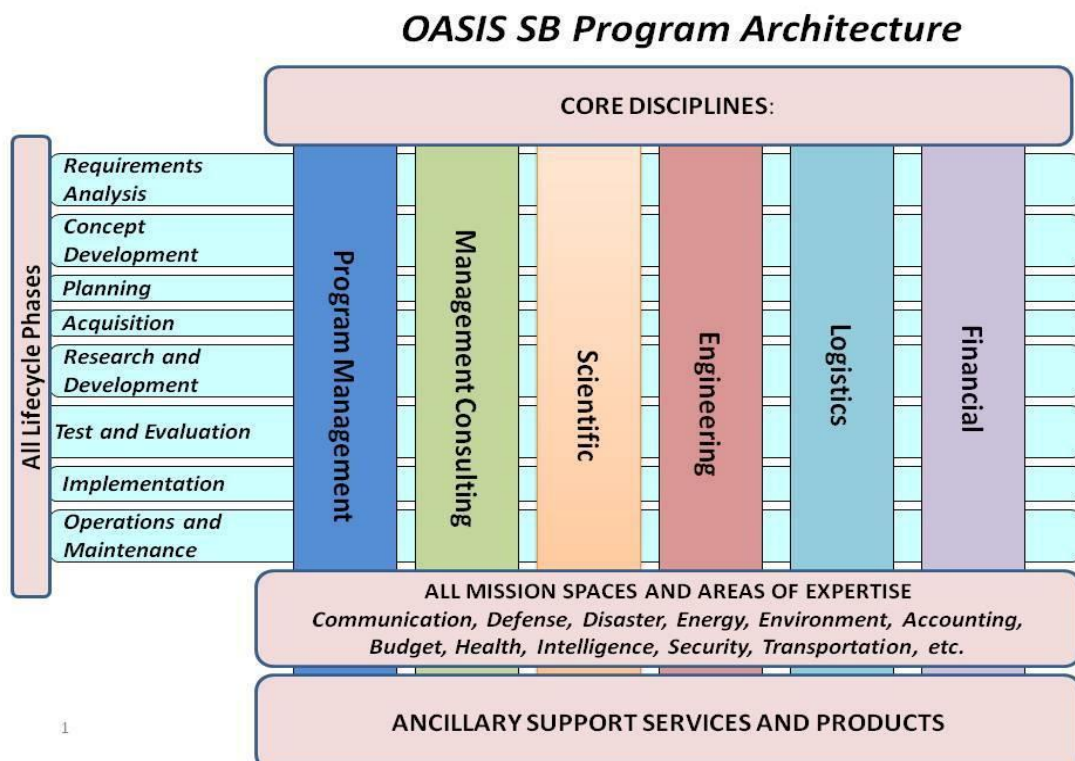 OASIS SB Program Architecture
CORE DISCIPLINES:
All Lifecycle Phases
Requirements
Analysis
Concept
Development
Planning
Acquisition
Research and
Development
Test and Evaluation
Implementation
Operations and
Maintenance
Program Management
Management Consulting
Scientific
Engineering
Logistics
Financial
ALL MISSION SPACES AND AREAS OF EXPERTISE
Communication, Defense, Disaster, Energy, Environment, Accounting,
Budget, Health, Intelligence, Security, Transportation, etc.
ANCILLARY SUPPORT SERVICES AND PRODUCTS
1